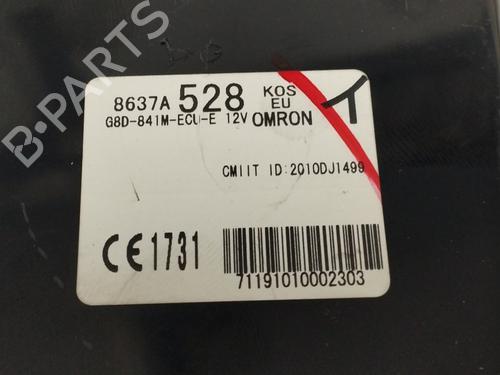 B-PARTS
8637A 528 KOS EU
G8D-841M-ECU-E 12V OMRON
CMIIT ID:2010DJ1499
CE1731
71191010002303